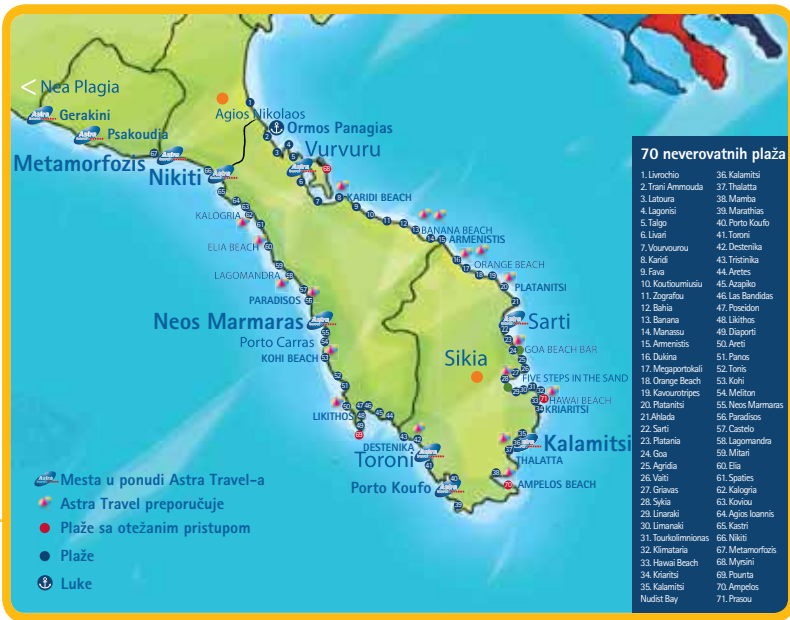 < Nea Plagia
Gerakini
Psakoudia
Metamorfozis
Nikiti
Agios Nikolaos
Ormos Panagias
Vurvuru
KARIDI BEACH
KALOGRIA
BANANA BEACH
ARMENISTIS
ELIA BEACH
ORANGE BEACH
LAGOMANDRA
PLATANITSI
PARADISOS
Neos Marmaras
Sarti
Porto Carras
GOA BEACH BAR
KOHI BEACH
Sikia
FIVE STEPS IN THE SAND
HAWAI BEACH
LIKITHOS
KRIARITSI
DESTENIKA
Kalamitsi
Toroni
THALATTA
Porto Koufo
AMPELOS BEACH
Mesta u ponudi Astra Travel-a
Astra Travel preporučuje
Plaže sa otežanim pristupom
Plaže
Luke
70 neverovatnih plaža
1. Livrochio
2. Trani Ammouda
3. Latoura
4. Lagonisi
5. Talgo
6. Livari
7. Vourvourou
8. Karidi
9. Fava
10. Koutioumiusiu
11. Zografou
12. Bahia
13. Banana
14. Manassu
15. Armenistis
16. Dukina
17. Megaportokali
18. Orange Beach
19. Kavourotripes
20. Platanitsi
21. Ahlada
22. Sarti
23. Platania
24. Goa
25. Agridia
26. Vaiti
27. Griavas
28. Sykia
29. Linaraki
30. Limanaki
31. Tourkolimnionas
32. Klimataria
33. Hawai Beach
34. Kriaritsi
35. Kalamitsi
Nudist Bay
36. Kalamitsi
37. Thalatta
38. Mamba
39. Marathias
40. Porto Koufo
41. Toroni
42. Destenika
43. Tristinika
44. Aretes
45. Azapiko
46. Las Bandidas
47. Poseidon
48. Likithos
49. Diaporti
50. Areti
51. Panos
52. Tonis
53. Kohi
54. Meliton
55. Neos Marmaras
56. Paradisos
57. Castelo
58. Lagomandra
59. Mitari
60. Elia
61. Spaties
62. Kalogria
63. Koviou
64. Agios Ioannis
65. Kastri
66. Nikiti
67. Metamorfozis
68. Myrsini
69. Pounta
70. Ampelos
71. Prasou